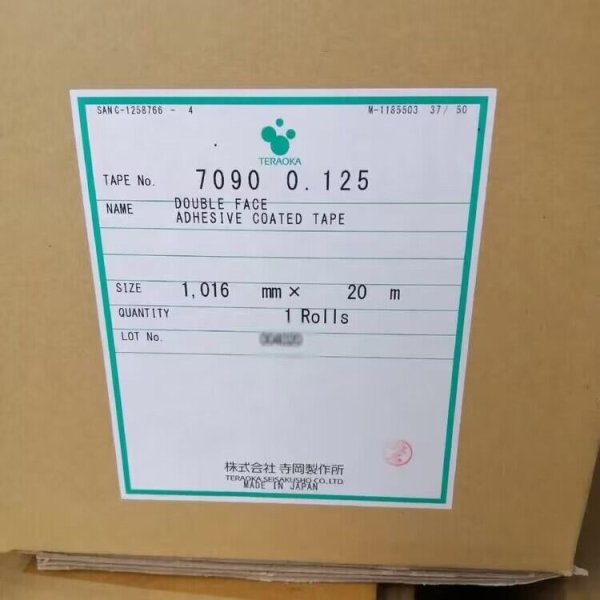 SANC-1258766 - 4 M-1185503 37/ 50
TERAOKA
TAPE No. 7090 0.125
NAME DOUBLE FACE
ADHESIVE COATED TAPE
SIZE 1,016 mm× 20 m
QUANTITY 1 Rolls
LOT No.
株式会社 寺岡製作所
TERAOKA SEISAKUSHO CO.,LTD.
MADE IN JAPAN